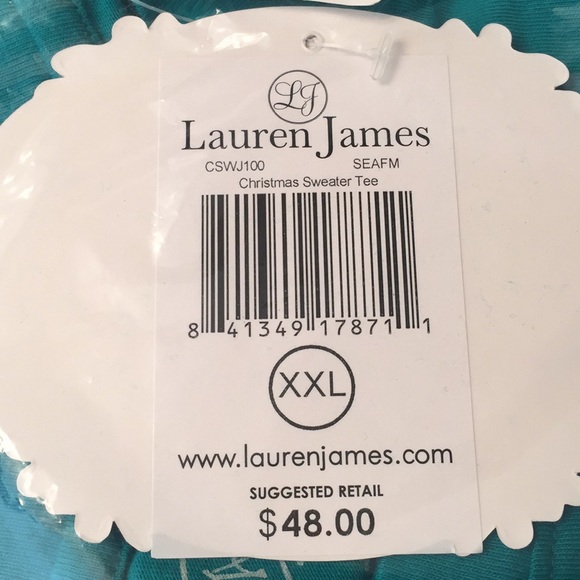 LJ
Lauren James
CSWJ100 SEAFM
Christmas Sweater Tee
8 41349 17871 1
XXL
www.laurenjames.com
SUGGESTED RETAIL
$48.00